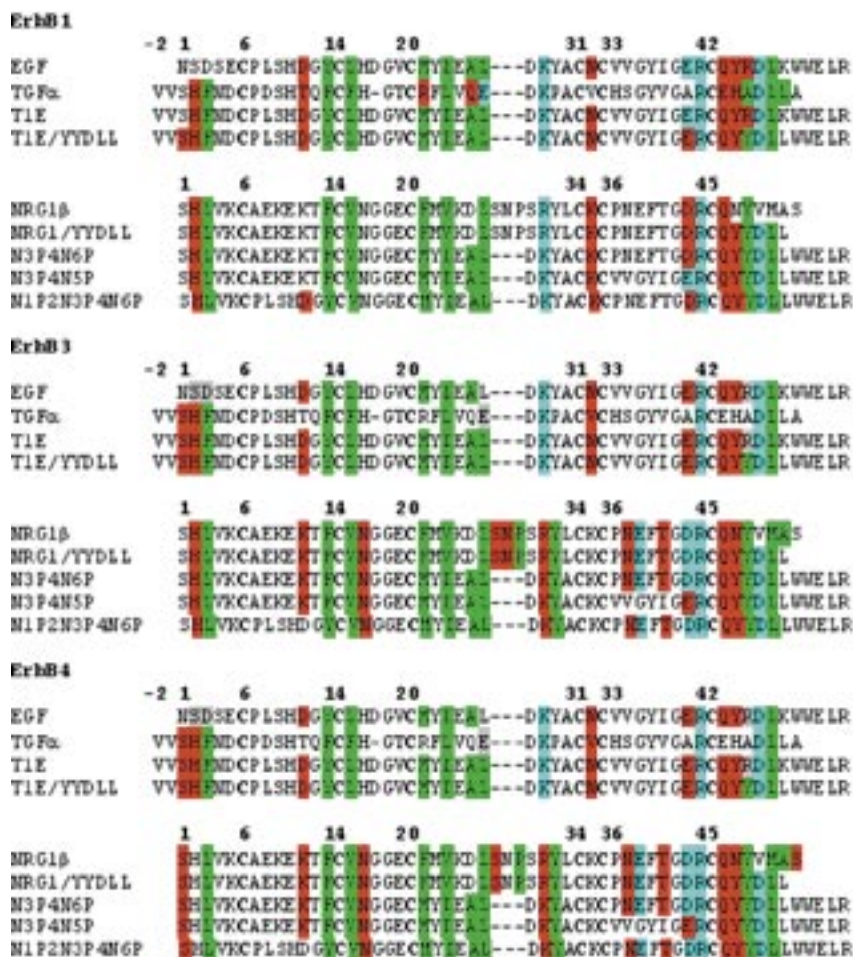 ErbB1
-2 1 6 14 20 31 33 42
EGF NSDSECPLSHDGYCLHDGVCMYIEAL---DKYACNCVVGYIGERCQYRDLKWWELR
TGFα VVSHFNDCPDSHTQFCFH-GTCRFLVQE---DKPACVCHSGYVGARCEHADLLA
T1E VVSHFNDCPLSHDGYCLHDGVCMYIEAL---DKYACNCVVGYIGERCQYRDLKWWELR
T1E/YYDLL VVSHFNDCPLSHDGYCLHDGVCMYIEAL---DKYACNCVVGYIGERCQYYDLLWWELR
1 6 14 20 34 36 45
NRG1β SHLVKCAEKEKTFCVNGGECFMVKDLSNPSRYLCKCPNEFTGDRCQNYVMAS
NRG1/YYDLL SHLVKCAEKEKTFCVNGGECFMVKDLSNPSRYLCKCPNEFTGDRCQYYDLL
N3P4N6P SHLVKCAEKEKTFCVNGGECMYIEAL---DKYACKCPNEFTGDRCQYYDLLWWELR
N3P4N5P SHLVKCAEKEKTFCVNGGECMYIEAL---DKYACKCVVGYIGERCQYYDLLWWELR
N1P2N3P4N6P SHLVKCPLSHDGYCVNGGECMYIEAL---DKYACKCPNEFTGDRCQYYDLLWWELR
ErbB3
-2 1 6 14 20 31 33 42
EGF NSDSECPLSHDGYCLHDGVCMYIEAL---DKYACNCVVGYIGERCQYRDLKWWELR
TGFα VVSHFNDCPDSHTQFCFH-GTCRFLVQE---DKPACVCHSGYVGARCEHADLLA
T1E VVSHFNDCPLSHDGYCLHDGVCMYIEAL---DKYACNCVVGYIGERCQYRDLKWWELR
T1E/YYDLL VVSHFNDCPLSHDGYCLHDGVCMYIEAL---DKYACNCVVGYIGERCQYYDLLWWELR
1 6 14 20 34 36 45
NRG1β SHLVKCAEKEKTFCVNGGECFMVKDLSNPSRYLCKCPNEFTGDRCQNYVMAS
NRG1/YYDLL SHLVKCAEKEKTFCVNGGECFMVKDLSNPSRYLCKCPNEFTGDRCQYYDLL
N3P4N6P SHLVKCAEKEKTFCVNGGECMYIEAL---DKYACKCPNEFTGDRCQYYDLLWWELR
N3P4N5P SHLVKCAEKEKTFCVNGGECMYIEAL---DKYACKCVVGYIGERCQYYDLLWWELR
N1P2N3P4N6P SHLVKCPLSHDGYCVNGGECMYIEAL---DKYACKCPNEFTGDRCQYYDLLWWELR
ErbB4
-2 1 6 14 20 31 33 42
EGF NSDSECPLSHDGYCLHDGVCMYIEAL---DKYACNCVVGYIGERCQYRDLKWWELR
TGFα VVSHFNDCPDSHTQFCFH-GTCRFLVQE---DKPACVCHSGYVGARCEHADLLA
T1E VVSHFNDCPLSHDGYCLHDGVCMYIEAL---DKYACNCVVGYIGERCQYRDLKWWELR
T1E/YYDLL VVSHFNDCPLSHDGYCLHDGVCMYIEAL---DKYACNCVVGYIGERCQYYDLLWWELR
1 6 14 20 34 36 45
NRG1β SHLVKCAEKEKTFCVNGGECFMVKDLSNPSRYLCKCPNEFTGDRCQNYVMAS
NRG1/YYDLL SHLVKCAEKEKTFCVNGGECFMVKDLSNPSRYLCKCPNEFTGDRCQYYDLL
N3P4N6P SHLVKCAEKEKTFCVNGGECMYIEAL---DKYACKCPNEFTGDRCQYYDLLWWELR
N3P4N5P SHLVKCAEKEKTFCVNGGECMYIEAL---DKYACKCVVGYIGERCQYYDLLWWELR
N1P2N3P4N6P SHLVKCPLSHDGYCVNGGECMYIEAL---DKYACKCPNEFTGDRCQYYDLLWWELR